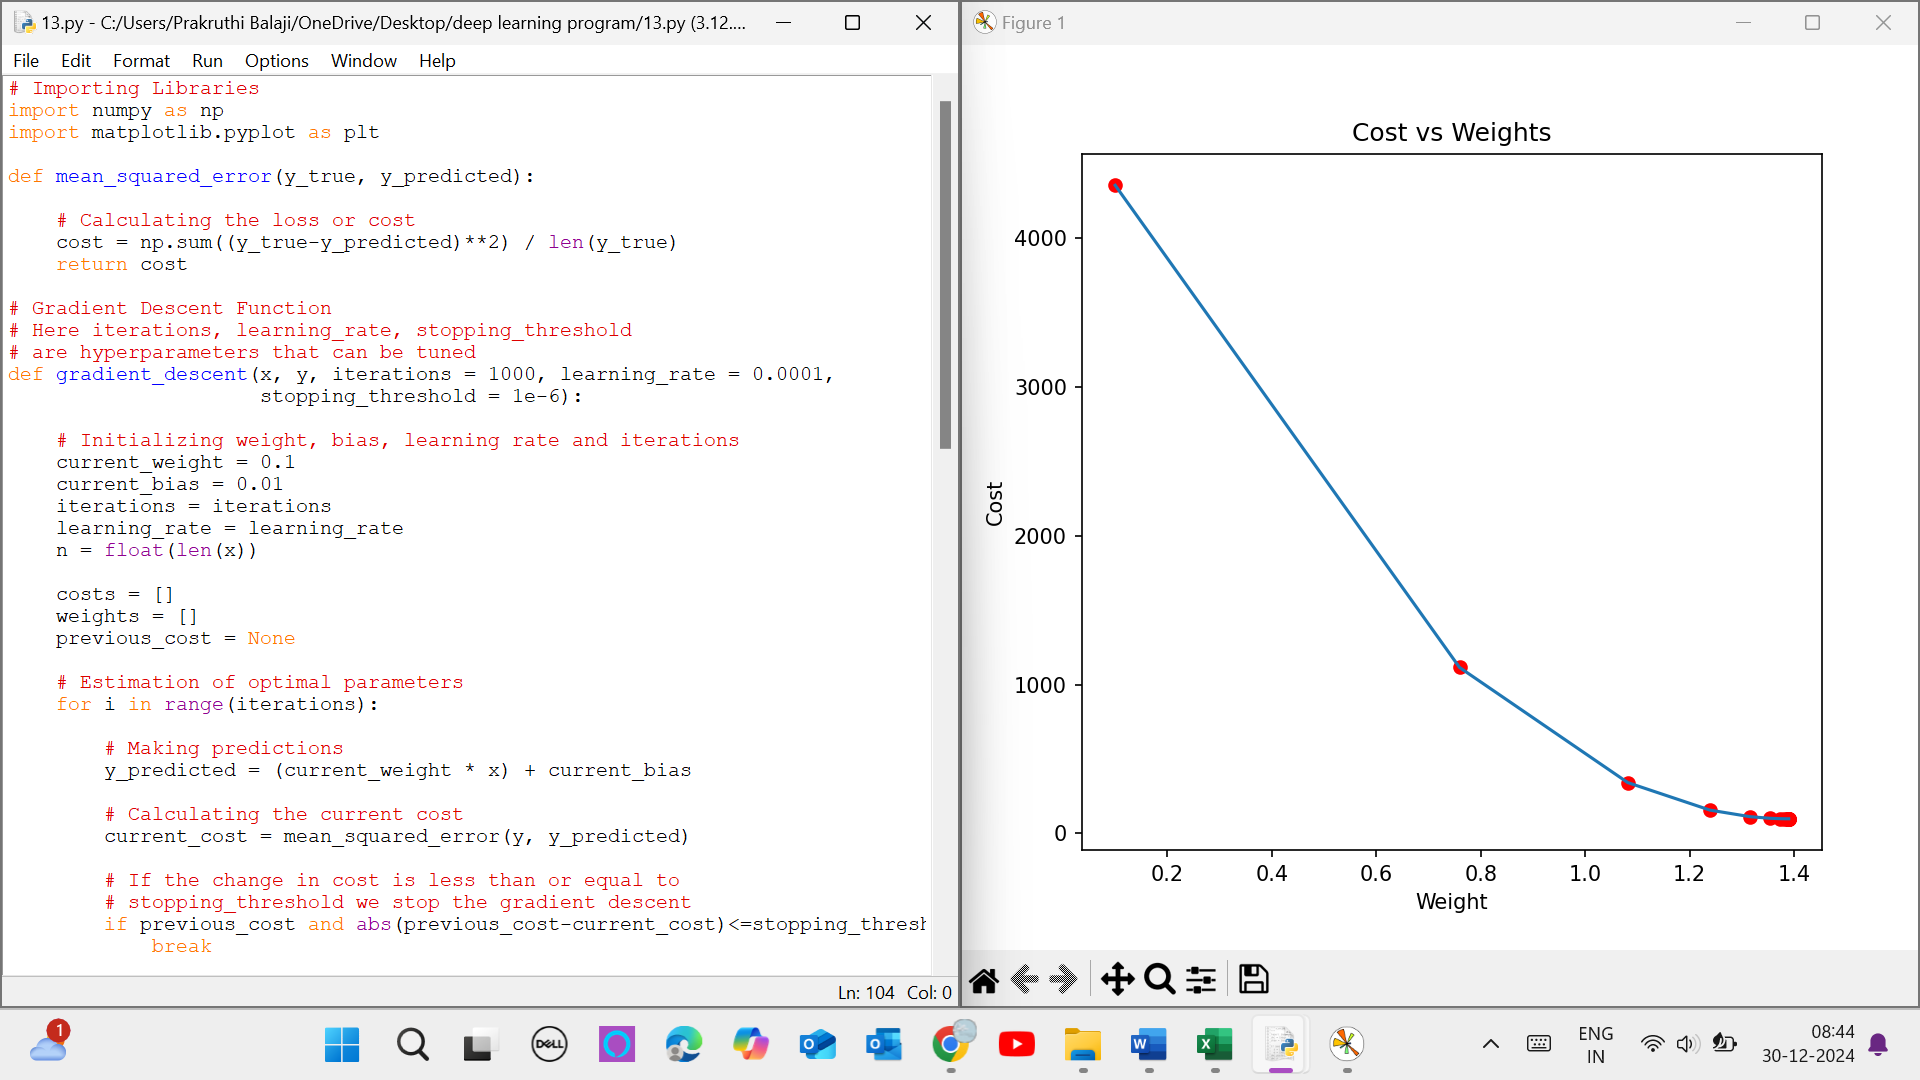 13.py - C:/Users/Prakruthi Balaji/OneDrive/Desktop/deep learning program/13.py (3.12....
File Edit Format Run Options Window Help
# Importing Libraries
import numpy as np
import matplotlib.pyplot as plt
def mean_squared_error(y_true, y_predicted):
# Calculating the loss or cost
cost = np.sum((y_true-y_predicted)**2) / len(y_true)
return cost
# Gradient Descent Function
# Here iterations, learning_rate, stopping_threshold
# are hyperparameters that can be tuned
def gradient_descent(x, y, iterations = 1000, learning_rate = 0.0001,
stopping_threshold = 1e-6):
# Initializing weight, bias, learning rate and iterations
current_weight = 0.1
current_bias = 0.01
iterations = iterations
learning_rate = learning_rate
n = float(len(x))
costs = []
weights = []
previous_cost = None
# Estimation of optimal parameters
for i in range(iterations):
# Making predictions
y_predicted = (current_weight * x) + current_bias
# Calculating the current cost
current_cost = mean_squared_error(y, y_predicted)
# If the change in cost is less than or equal to
# stopping_threshold we stop the gradient descent
if previous_cost and abs(previous_cost-current_cost)<=stopping_thresh
break
Ln: 104 Col: 0
Figure 1
Cost vs Weights
4000
3000
2000
1000
0
Cost
0.2 0.4 0.6 0.8 1.0 1.2 1.4
Weight
1
DELL
ENG
IN
08:44
30-12-2024